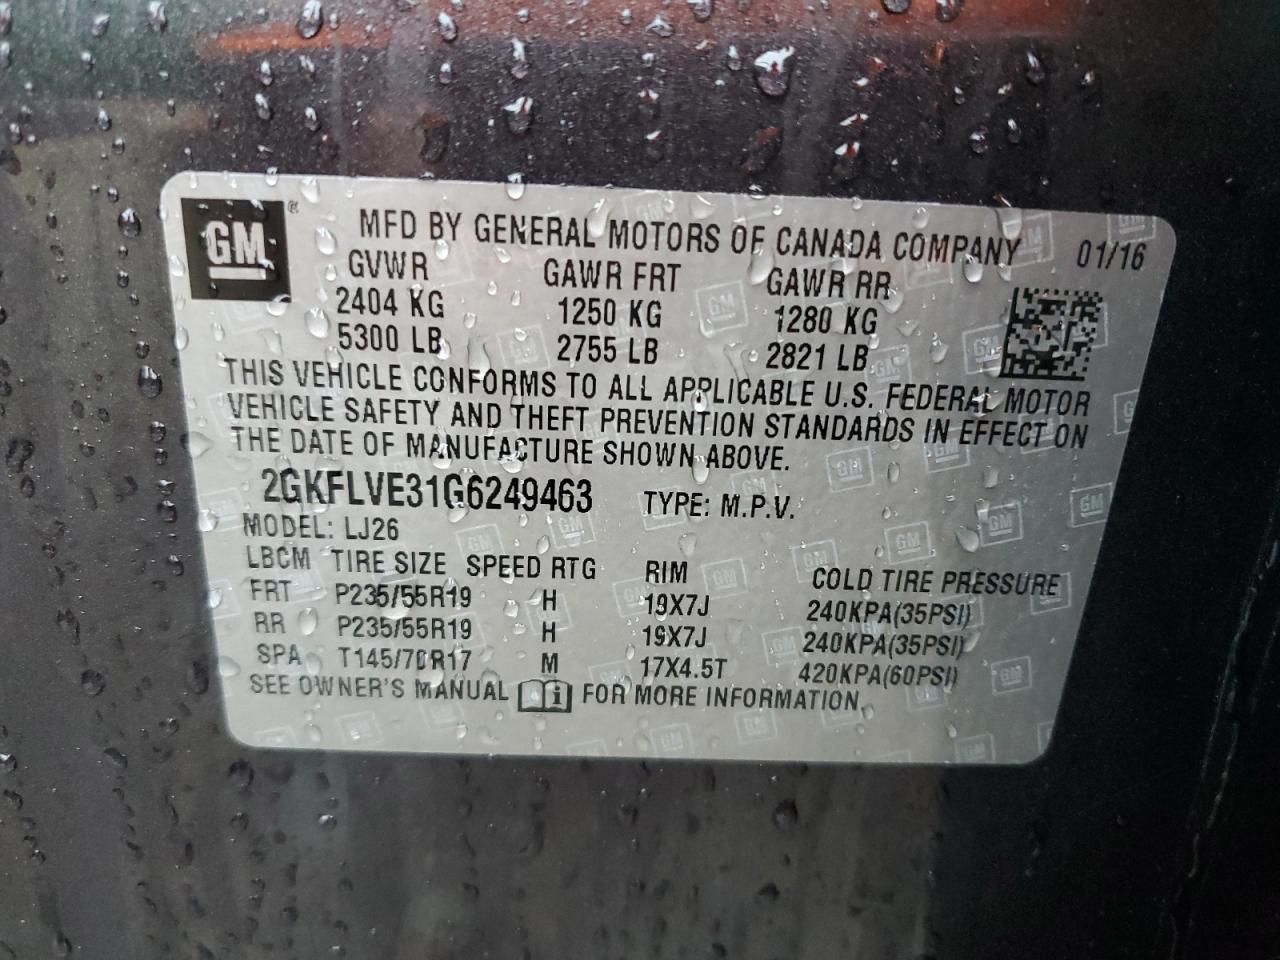 GM ® MFD BY GENERAL MOTORS OF CANADA COMPANY 01/16
GVWR GAWR FRT GAWR RR
2404 KG 1250 KG 1280 KG
5300 LB 2755 LB 2821 LB
THIS VEHICLE CONFORMS TO ALL APPLICABLE U.S. FEDERAL MOTOR
VEHICLE SAFETY AND THEFT PREVENTION STANDARDS IN EFFECT ON
THE DATE OF MANUFACTURE SHOWN ABOVE.
2GKFLVE31G6249463 TYPE: M.P.V.
MODEL: LJ26
LBCM TIRE SIZE SPEED RTG RIM COLD TIRE PRESSURE
FRT P235/55R19 H 19X7J 240KPA(35PSI)
RR P235/55R19 H 19X7J 240KPA(35PSI)
SPA T145/70R17 M 17X4.5T 420KPA(60PSI)
SEE OWNER'S MANUAL i FOR MORE INFORMATION.